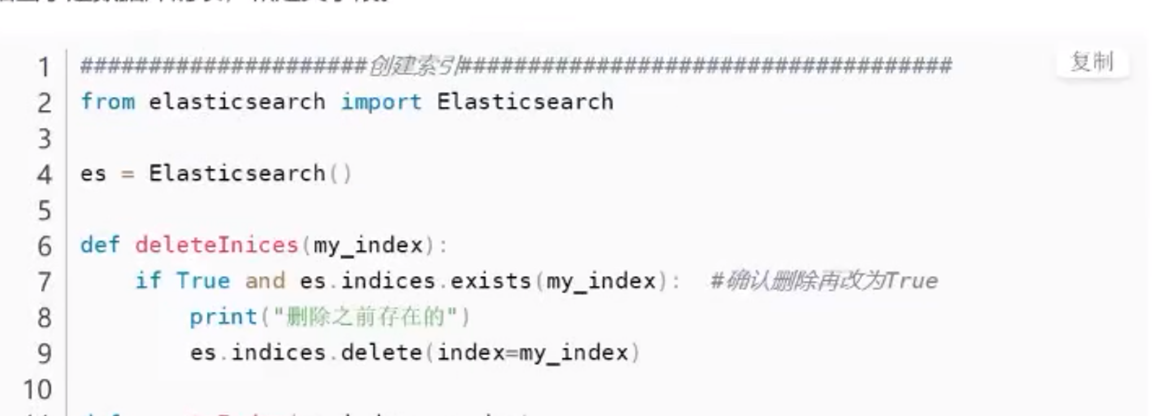 复制
1 #####################创建索引####################################
2 from elasticsearch import Elasticsearch
3
4 es = Elasticsearch()
5
6 def deleteInices(my_index):
7     if True and es.indices.exists(my_index):  #确认删除再改为True
8         print("删除之前存在的")
9         es.indices.delete(index=my_index)
10